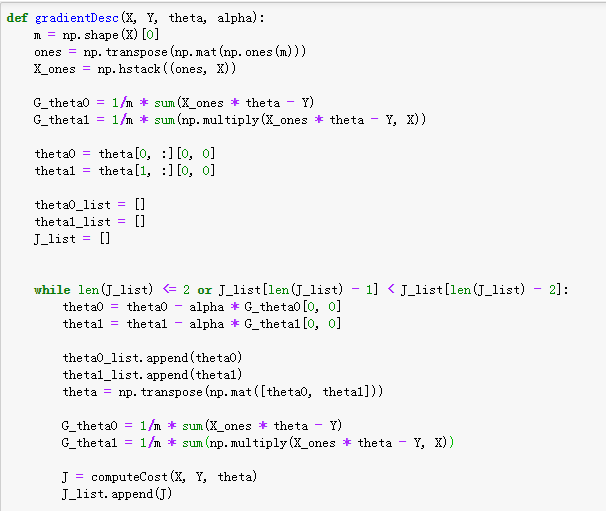 def gradientDesc(X, Y, theta, alpha):
    m = np.shape(X)[0]
    ones = np.transpose(np.mat(np.ones(m)))
    X_ones = np.hstack((ones, X))

    G_theta0 = 1/m * sum(X_ones * theta - Y)
    G_theta1 = 1/m * sum(np.multiply(X_ones * theta - Y, X))

    theta0 = theta[0, :][0, 0]
    theta1 = theta[1, :][0, 0]

    theta0_list = []
    theta1_list = []
    J_list = []

    while len(J_list) <= 2 or J_list[len(J_list) - 1] < J_list[len(J_list) - 2]:
        theta0 = theta0 - alpha * G_theta0[0, 0]
        theta1 = theta1 - alpha * G_theta1[0, 0]

        theta0_list.append(theta0)
        theta1_list.append(theta1)
        theta = np.transpose(np.mat([theta0, theta1]))

        G_theta0 = 1/m * sum(X_ones * theta - Y)
        G_theta1 = 1/m * sum(np.multiply(X_ones * theta - Y, X))

        J = computeCost(X, Y, theta)
        J_list.append(J)